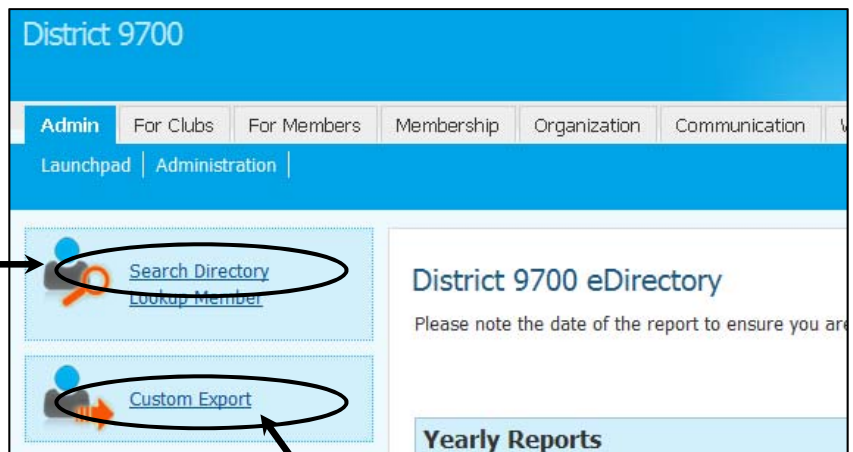 District 9700
Admin For Clubs For Members Membership Organization Communication
Launchpad | Administration |
Search Directory
Lookup Member
Custom Export
District 9700 eDirectory
Please note the date of the report to ensure you are
Yearly Reports